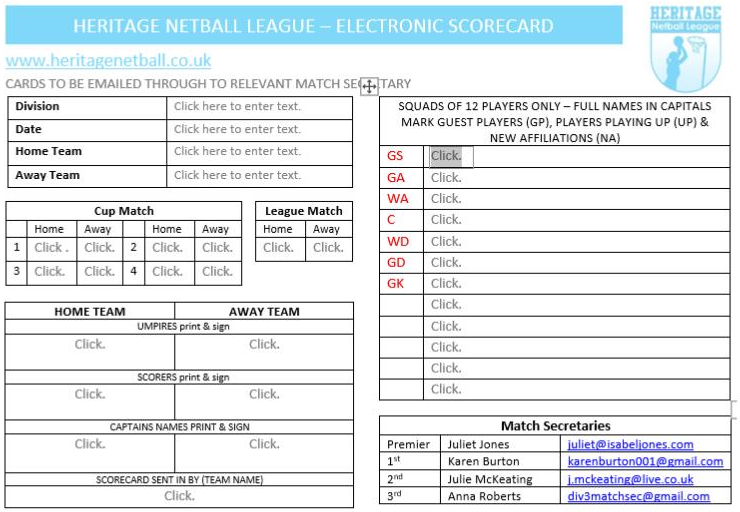 HERITAGE NETBALL LEAGUE – ELECTRONIC SCORECARD
HERITAGE
Netball League
www.heritagenetball.co.uk
CARDS TO BE EMAILED THROUGH TO RELEVANT MATCH SECRETARY
Division Click here to enter text.
Date Click here to enter text.
Home Team Click here to enter text.
Away Team Click here to enter text.
Cup Match
Home Away Home Away
1 Click . Click. 2 Click. Click.
3 Click. Click. 4 Click. Click.
League Match
Home Away
Click. Click.
HOME TEAM AWAY TEAM
UMPIRES print & sign
Click. Click.
SCORERS print & sign
Click. Click.
CAPTAINS NAMES PRINT & SIGN
Click. Click.
SCORECARD SENT IN BY (TEAM NAME)
Click.
SQUADS OF 12 PLAYERS ONLY – FULL NAMES IN CAPITALS
MARK GUEST PLAYERS (GP), PLAYERS PLAYING UP (UP) &
NEW AFFILIATIONS (NA)
GS Click.
GA Click.
WA Click.
C Click.
WD Click.
GD Click.
GK Click.
Click.
Click.
Click.
Click.
Click.
Match Secretaries
Premier Juliet Jones juliet@isabeljones.com
1st Karen Burton karenburton001@gmail.com
2nd Julie McKeating j.mckeating@live.co.uk
3rd Anna Roberts div3matchsec@gmail.com